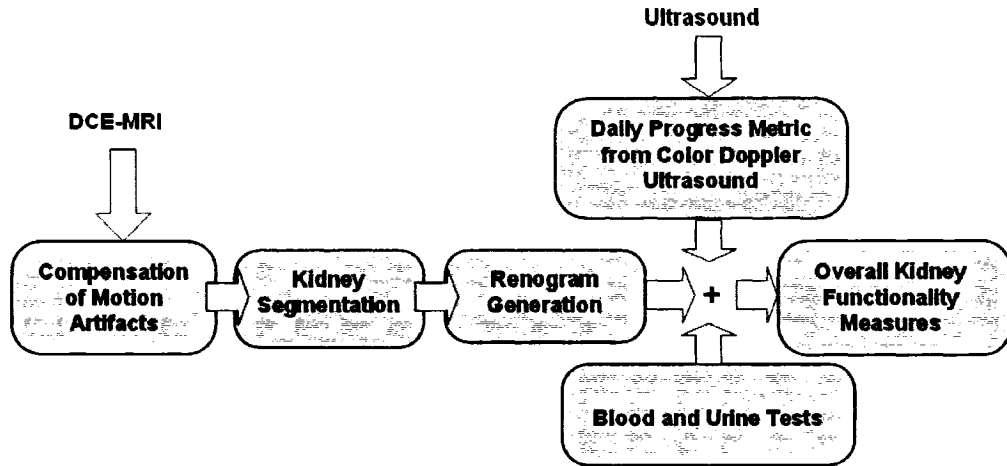 Ultrasound
DCE-MRI
Daily Progress Metric
from Color Doppler
Ultrasound
Compensation
of Motion
Artifacts
Kidney
Segmentation
Renogram
Generation
+
Overall Kidney
Functionality
Measures
Blood and Urine Tests